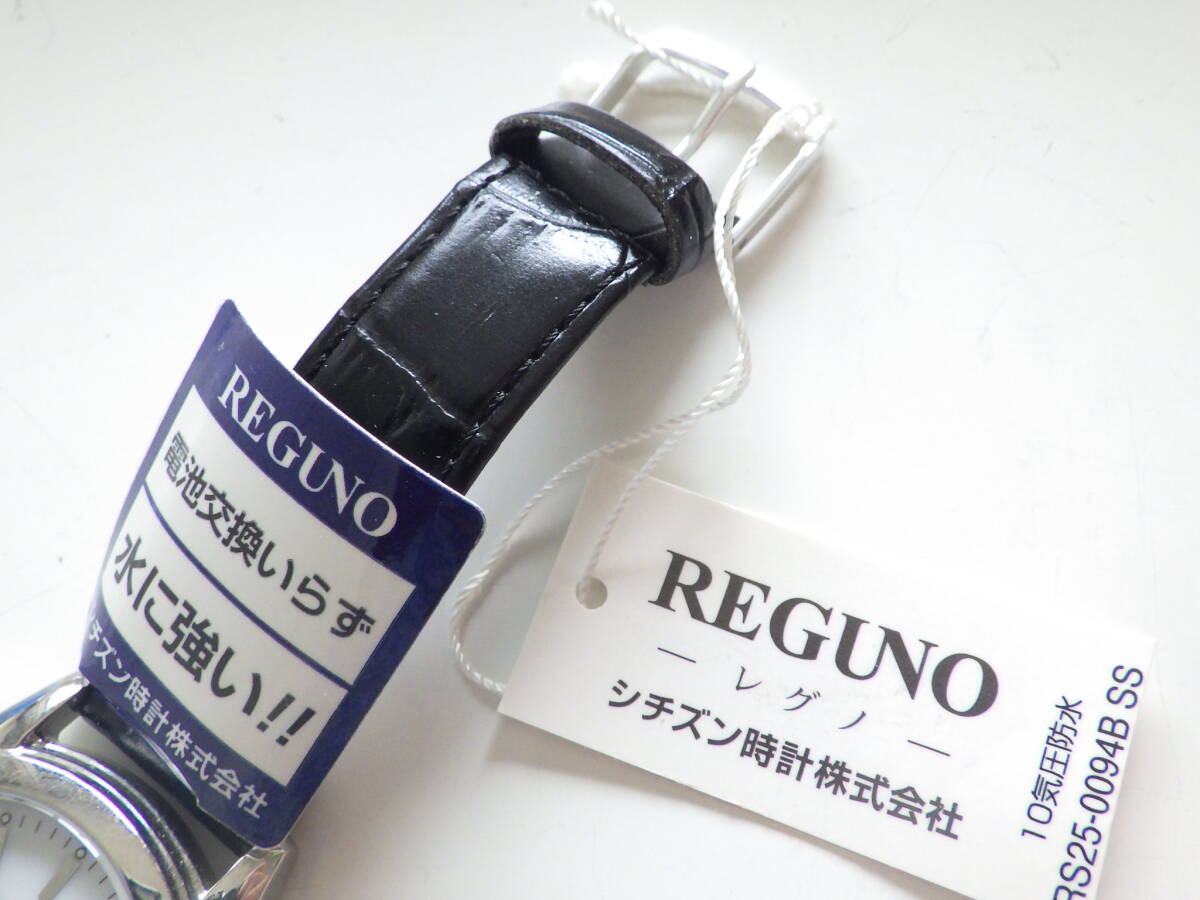 REGUNO
電池交換いらず
水に強い!!
シチズン時計株式会社
REGUNO
― レグノ ―
シチズン時計株式会社
10気圧防水
RS25-0094B SS